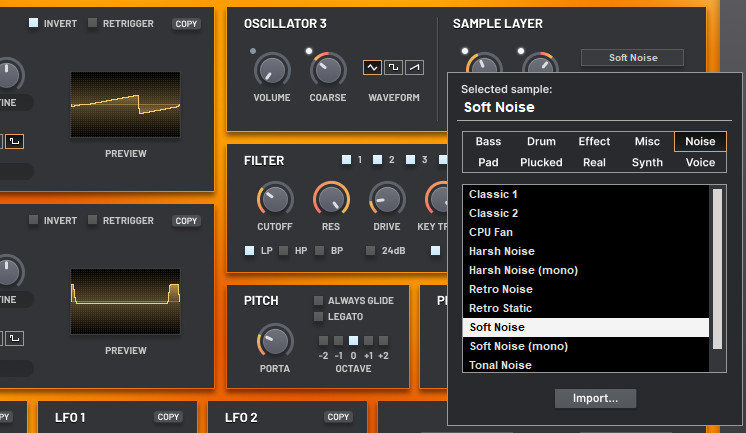 INVERT RETRIGGER COPY
TINE
PREVIEW
INVERT RETRIGGER COPY
TINE
PREVIEW
OSCILLATOR 3
VOLUME COARSE WAVEFORM
SAMPLE LAYER
Soft Noise
FILTER 1 2 3
CUTOFF RES DRIVE KEY TR
LP HP BP 24dB
PITCH
ALWAYS GLIDE
LEGATO
-2 -1 0 +1 +2
PORTA OCTAVE
Selected sample:
Soft Noise
Bass Drum Effect Misc Noise
Pad Plucked Real Synth Voice
Classic 1
Classic 2
CPU Fan
Harsh Noise
Harsh Noise (mono)
Retro Noise
Retro Static
Soft Noise
Soft Noise (mono)
Tonal Noise
Import...
PY
LFO 1 COPY
LFO 2 COPY